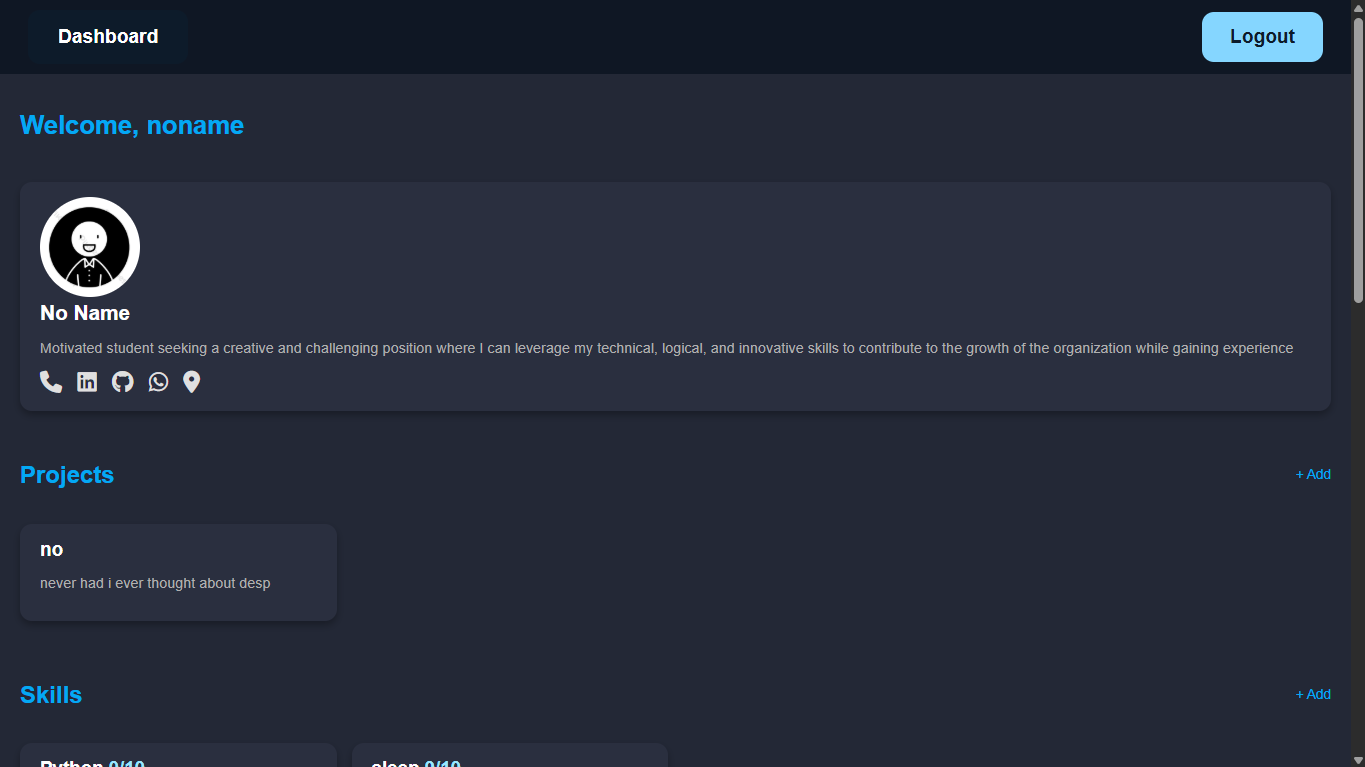 Dashboard
Logout
Welcome, noname
No Name
Motivated student seeking a creative and challenging position where I can leverage my technical, logical, and innovative skills to contribute to the growth of the organization while gaining experience
Projects
+ Add
no
never had i ever thought about desp
Skills
+ Add
Python 9/10
sleep 9/10